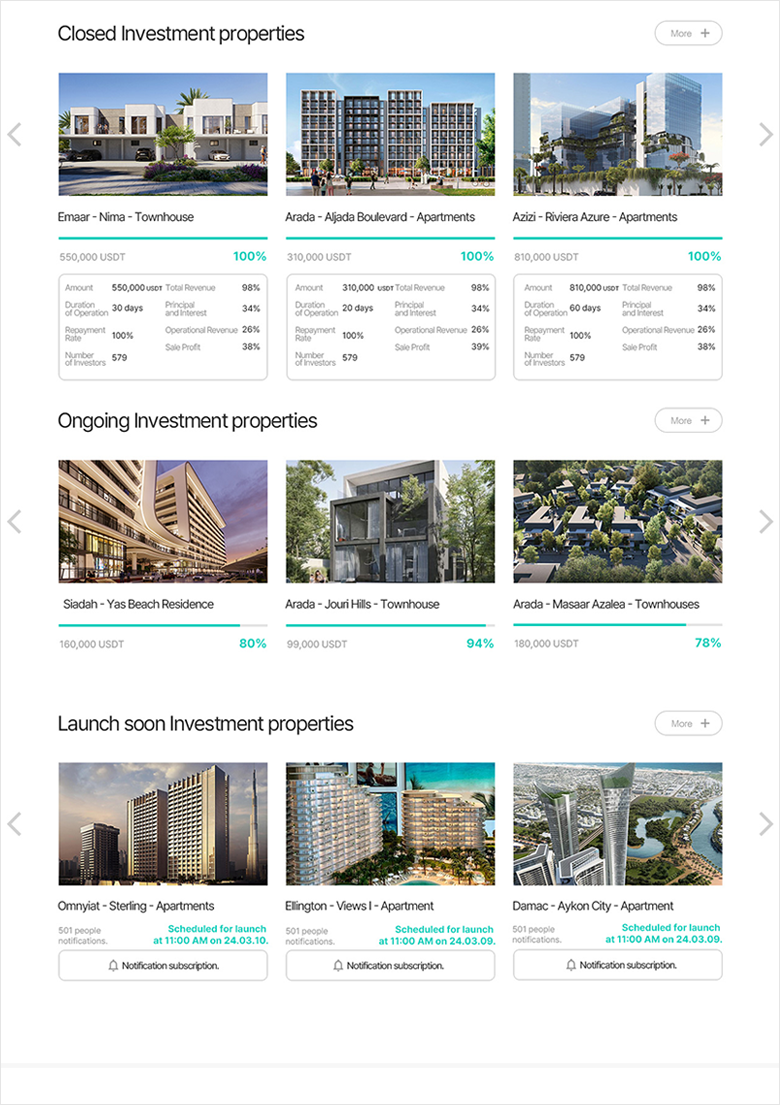 Closed Investment properties
More +
Emaar - Nima - Townhouse
550,000 USDT 100%
Amount 550,000 USDT Total Revenue 98%
Duration of Operation 30 days Principal and Interest 34%
Repayment Rate 100% Operational Revenue 26%
Number of Investors 579 Sale Profit 38%
Arada - Aljada Boulevard - Apartments
310,000 USDT 100%
Amount 310,000 USDT Total Revenue 98%
Duration of Operation 20 days Principal and Interest 34%
Repayment Rate 100% Operational Revenue 26%
Number of Investors 579 Sale Profit 39%
Azizi - Riviera Azure - Apartments
810,000 USDT 100%
Amount 810,000 USDT Total Revenue 98%
Duration of Operation 60 days Principal and Interest 34%
Repayment Rate 100% Operational Revenue 26%
Number of Investors 579 Sale Profit 38%
Ongoing Investment properties
More +
Siadah - Yas Beach Residence
160,000 USDT 80%
Arada - Jouri Hills - Townhouse
99,000 USDT 94%
Arada - Masaar Azalea - Townhouses
180,000 USDT 78%
Launch soon Investment properties
More +
Omnyiat - Sterling - Apartments
501 people notifications.
Scheduled for launch
at 11:00 AM on 24.03.10.
Notification subscription.
Ellington - Views I - Apartment
501 people notifications.
Scheduled for launch
at 11:00 AM on 24.03.09.
Notification subscription.
Damac - Aykon City - Apartment
501 people notifications.
Scheduled for launch
at 11:00 AM on 24.03.09.
Notification subscription.